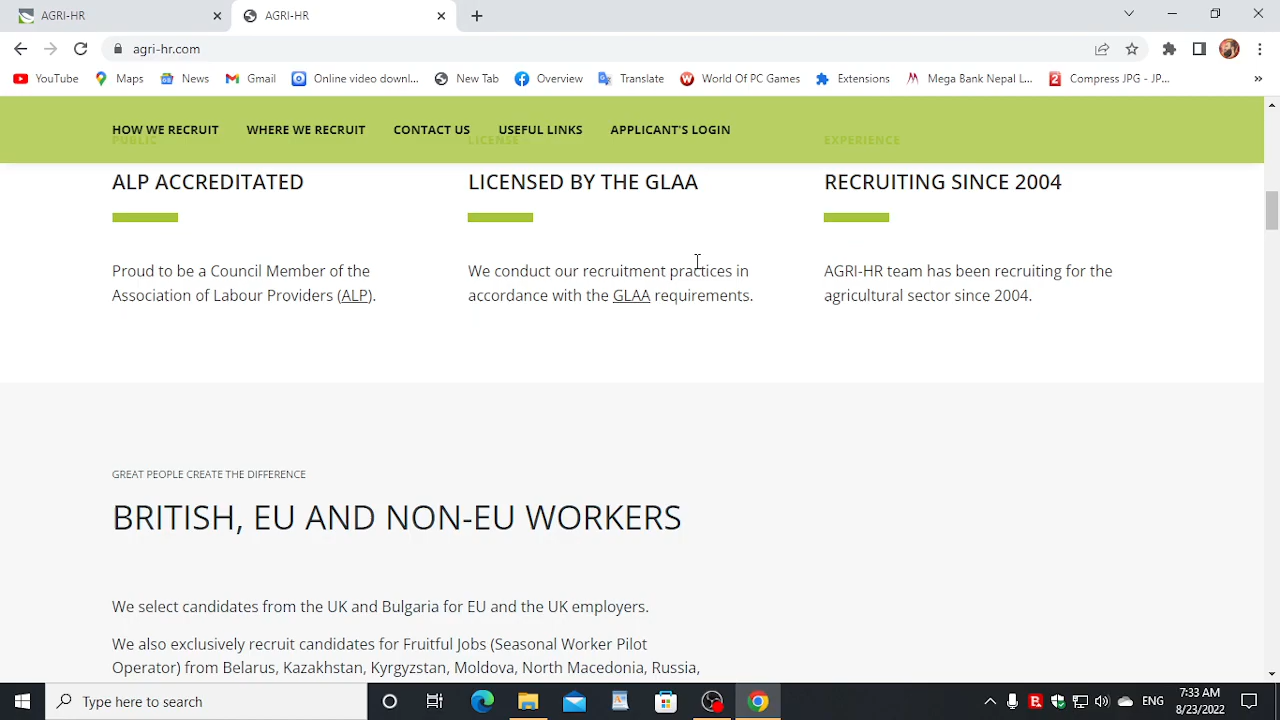 AGRI-HR
AGRI-HR
agri-hr.com
YouTube
Maps
News
Gmail
Online video downl...
New Tab
Overview
Translate
World Of PC Games
Extensions
Mega Bank Nepal L...
Compress JPG - JP...
»
HOW WE RECRUIT
WHERE WE RECRUIT
CONTACT US
USEFUL LINKS
APPLICANT'S LOGIN
PUBLIC
LICENSE
EXPERIENCE
ALP ACCREDITATED
LICENSED BY THE GLAA
RECRUITING SINCE 2004
Proud to be a Council Member of the
Association of Labour Providers (ALP).
We conduct our recruitment practices in
accordance with the GLAA requirements.
AGRI-HR team has been recruiting for the
agricultural sector since 2004.
GREAT PEOPLE CREATE THE DIFFERENCE
BRITISH, EU AND NON-EU WORKERS
We select candidates from the UK and Bulgaria for EU and the UK employers.
We also exclusively recruit candidates for Fruitful Jobs (Seasonal Worker Pilot
Operator) from Belarus, Kazakhstan, Kyrgyzstan, Moldova, North Macedonia, Russia,
Type here to search
ENG
7:33 AM
8/23/2022